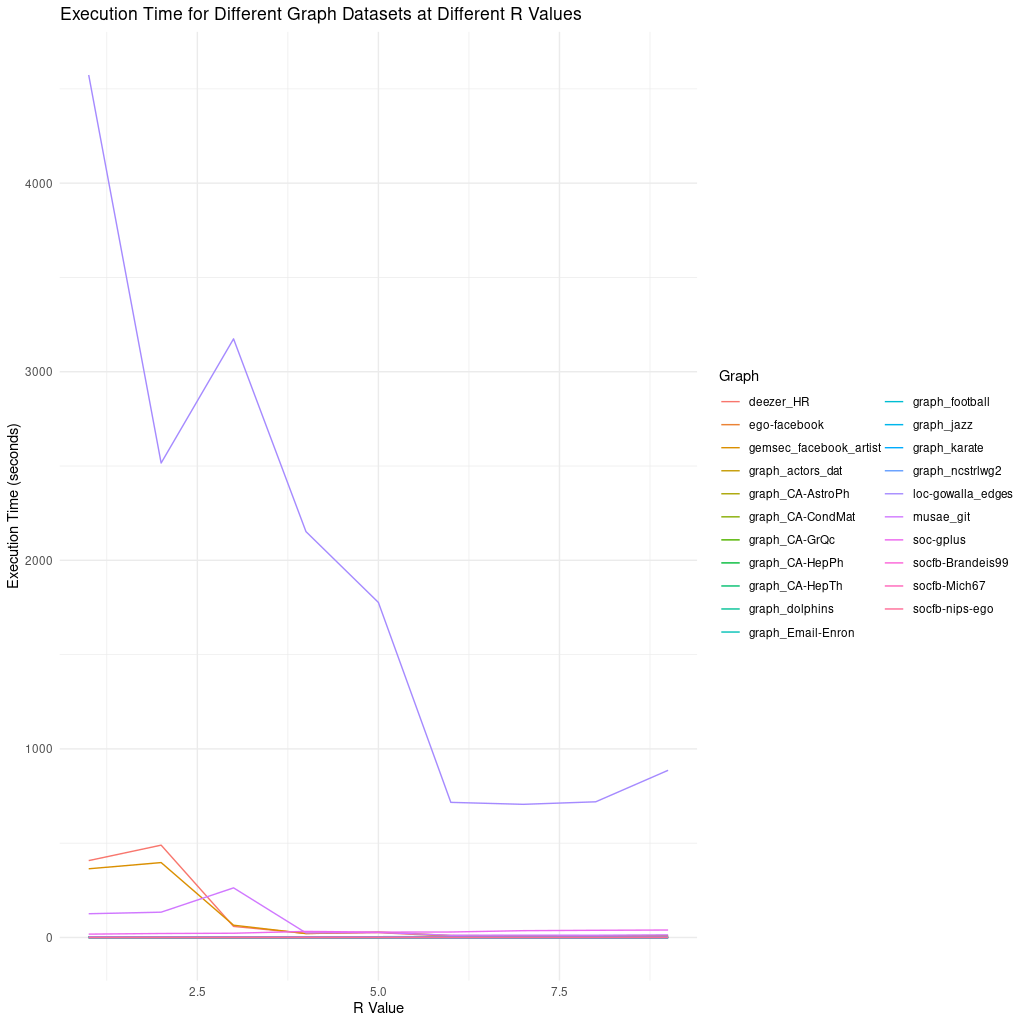 Execution Time for Different Graph Datasets at Different R Values
4000
3000
2000
1000
0
Execution Time (seconds)
2.5
5.0
7.5
R Value
Graph
deezer_HR
ego-facebook
gemsec_facebook_artist
graph_actors_dat
graph_CA-AstroPh
graph_CA-CondMat
graph_CA-GrQc
graph_CA-HepPh
graph_CA-HepTh
graph_dolphins
graph_Email-Enron
graph_football
graph_jazz
graph_karate
graph_ncstrlwg2
loc-gowalla_edges
musae_git
soc-gplus
socfb-Brandeis99
socfb-Mich67
socfb-nips-ego